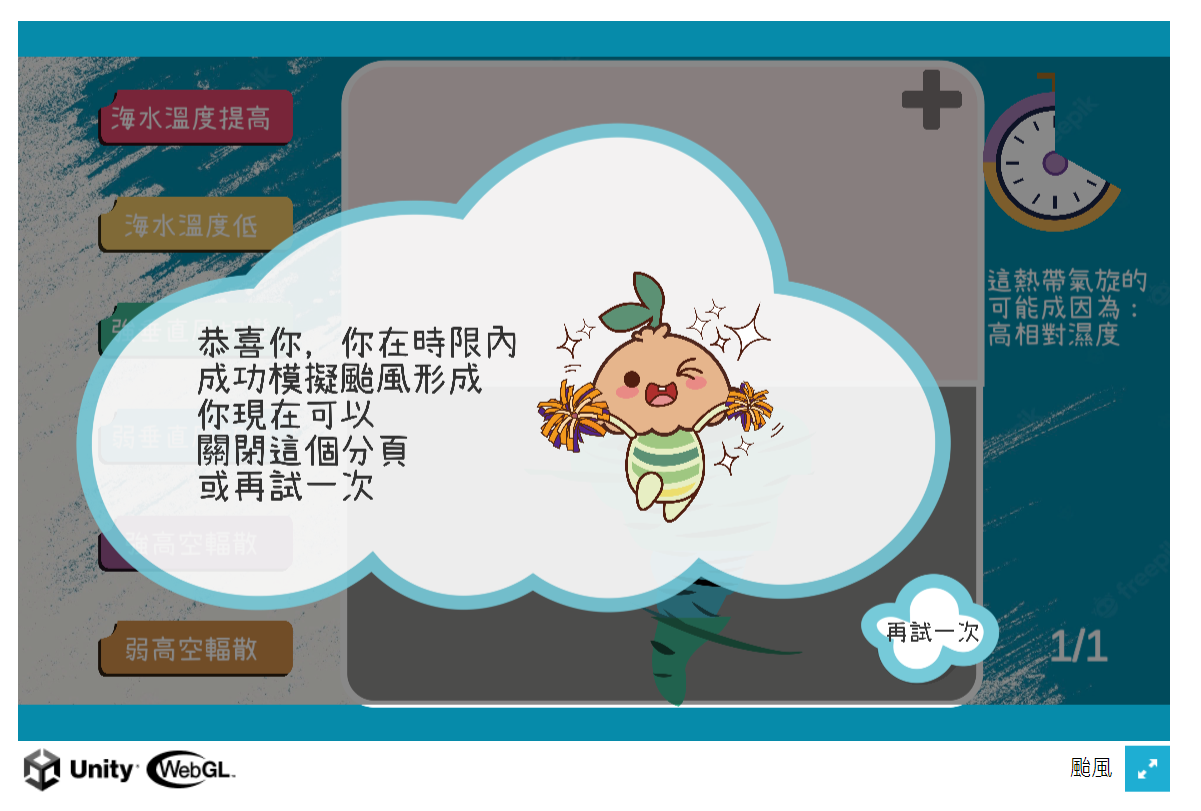 海水溫度提高
海水溫度低
強垂直
弱垂直
強高空輻散
弱高空輻散
恭喜你，你在時限內
成功模擬颱風形成
你現在可以
關閉這個分頁
或再試一次
這熱帶氣旋的
可能成因為：
高相對濕度
再試一次
1/1
freepik
Unity
WebGL
颱風